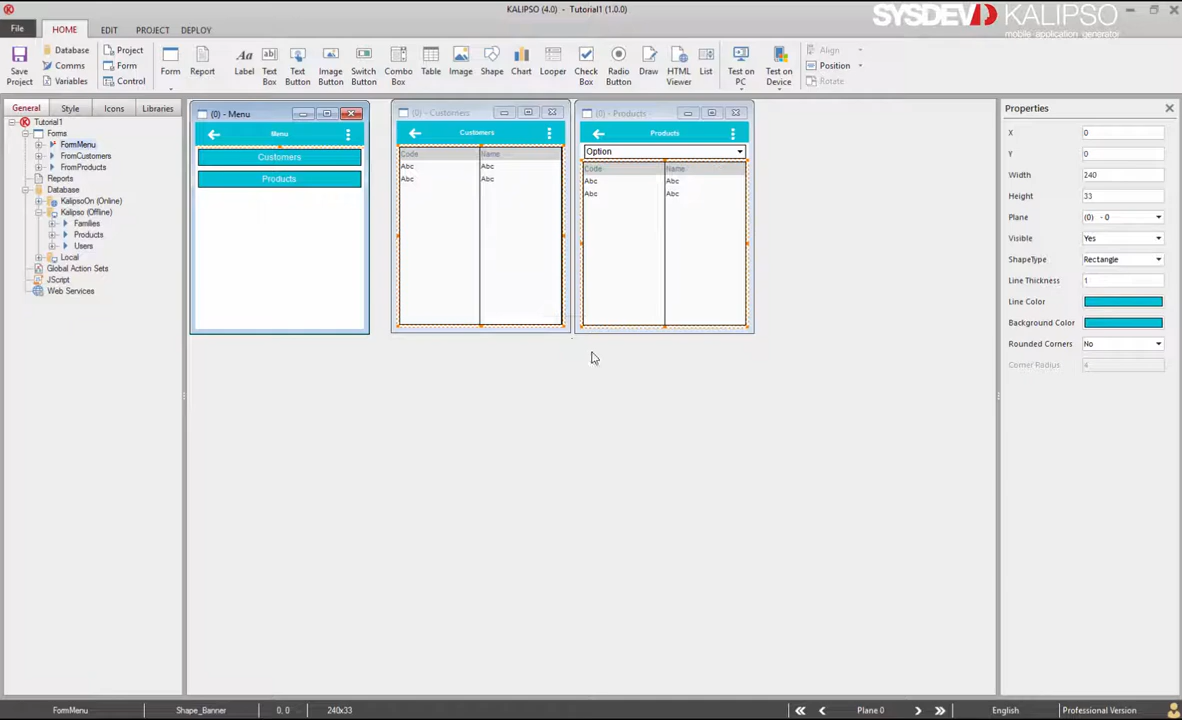 KALIPSO (4.0) - Tutorial1 (1.0.0)
SYSDEV KALIPSO
mobile application generator
File HOME EDIT PROJECT DEPLOY
Save Project
Database
Comms
Variables
Project
Form
Control
Form
Report
Label
Text Box
Text Button
Image Button
Switch Button
Combo Box
Table
Image
Shape
Chart
Looper
Check Box
Radio Button
Draw
HTML Viewer
List
Test on PC
Test on Device
Align
Position
Rotate
General Style Icons Libraries
Tutorial1
Forms
FormMenu
FromCustomers
FromProducts
Reports
Database
KalipsoOn (Online)
Kalipso (Offline)
Families
Products
Users
Local
Global Action Sets
JScript
Web Services
(0) - Menu
Menu
Customers
Products
(0) - Customers
Customers
Code Name
Abc Abc
Abc Abc
(0) - Products
Products
Option
Code Name
Abc Abc
Abc Abc
Properties
X 0
Y 0
Width 240
Height 33
Plane (0) - 0
Visible Yes
ShapeType Rectangle
Line Thickness 1
Line Color
Background Color
Rounded Corners No
Corner Radius 4
FormMenu Shape_Banner 0, 0 240x33 Plane 0 English Professional Version